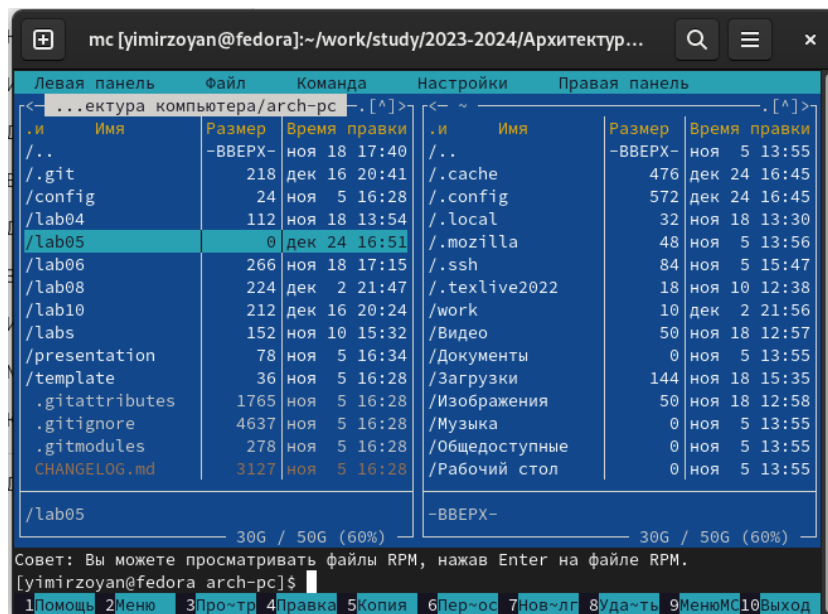 mc [yimirzoyan@fedora]:~/work/study/2023-2024/Архитектур...
Левая панель Файл Команда Настройки Правая панель
<- ...ектура компьютера/arch-pc -.[^]> <- ~ .[^]>
.и Имя Размер Время правки .и Имя Размер Время правки
/.. -ВВЕРХ- ноя 18 17:40 /.. -ВВЕРХ- ноя 5 13:55
/.git 218 дек 16 20:41 /.cache 476 дек 24 16:45
/config 24 ноя 5 16:28 /.config 572 дек 24 16:45
/lab04 112 ноя 18 13:54 /.local 32 ноя 18 13:30
/lab05 0 дек 24 16:51 /.mozilla 48 ноя 5 13:56
/lab06 266 ноя 18 17:15 /.ssh 84 ноя 5 15:47
/lab08 224 дек 2 21:47 /.texlive2022 18 ноя 10 12:38
/lab10 212 дек 16 20:24 /work 10 дек 2 21:56
/labs 152 ноя 10 15:32 /Видео 50 ноя 18 12:57
/presentation 78 ноя 5 16:34 /Документы 0 ноя 5 13:55
/template 36 ноя 5 16:28 /Загрузки 144 ноя 18 15:35
.gitattributes 1765 ноя 5 16:28 /Изображения 50 ноя 18 12:58
.gitignore 4637 ноя 5 16:28 /Музыка 0 ноя 5 13:55
.gitmodules 278 ноя 5 16:28 /Общедоступные 0 ноя 5 13:55
CHANGELOG.md 3127 ноя 5 16:28 /Рабочий стол 0 ноя 5 13:55
/lab05 -ВВЕРХ-
30G / 50G (60%) 30G / 50G (60%)
Совет: Вы можете просматривать файлы RPM, нажав Enter на файле RPM.
[yimirzoyan@fedora arch-pc]$
1Помощь 2Меню 3Про~тр 4Правка 5Копия 6Пер~ос 7Нов~лг 8Уда~ть 9МенюMC 10Выход